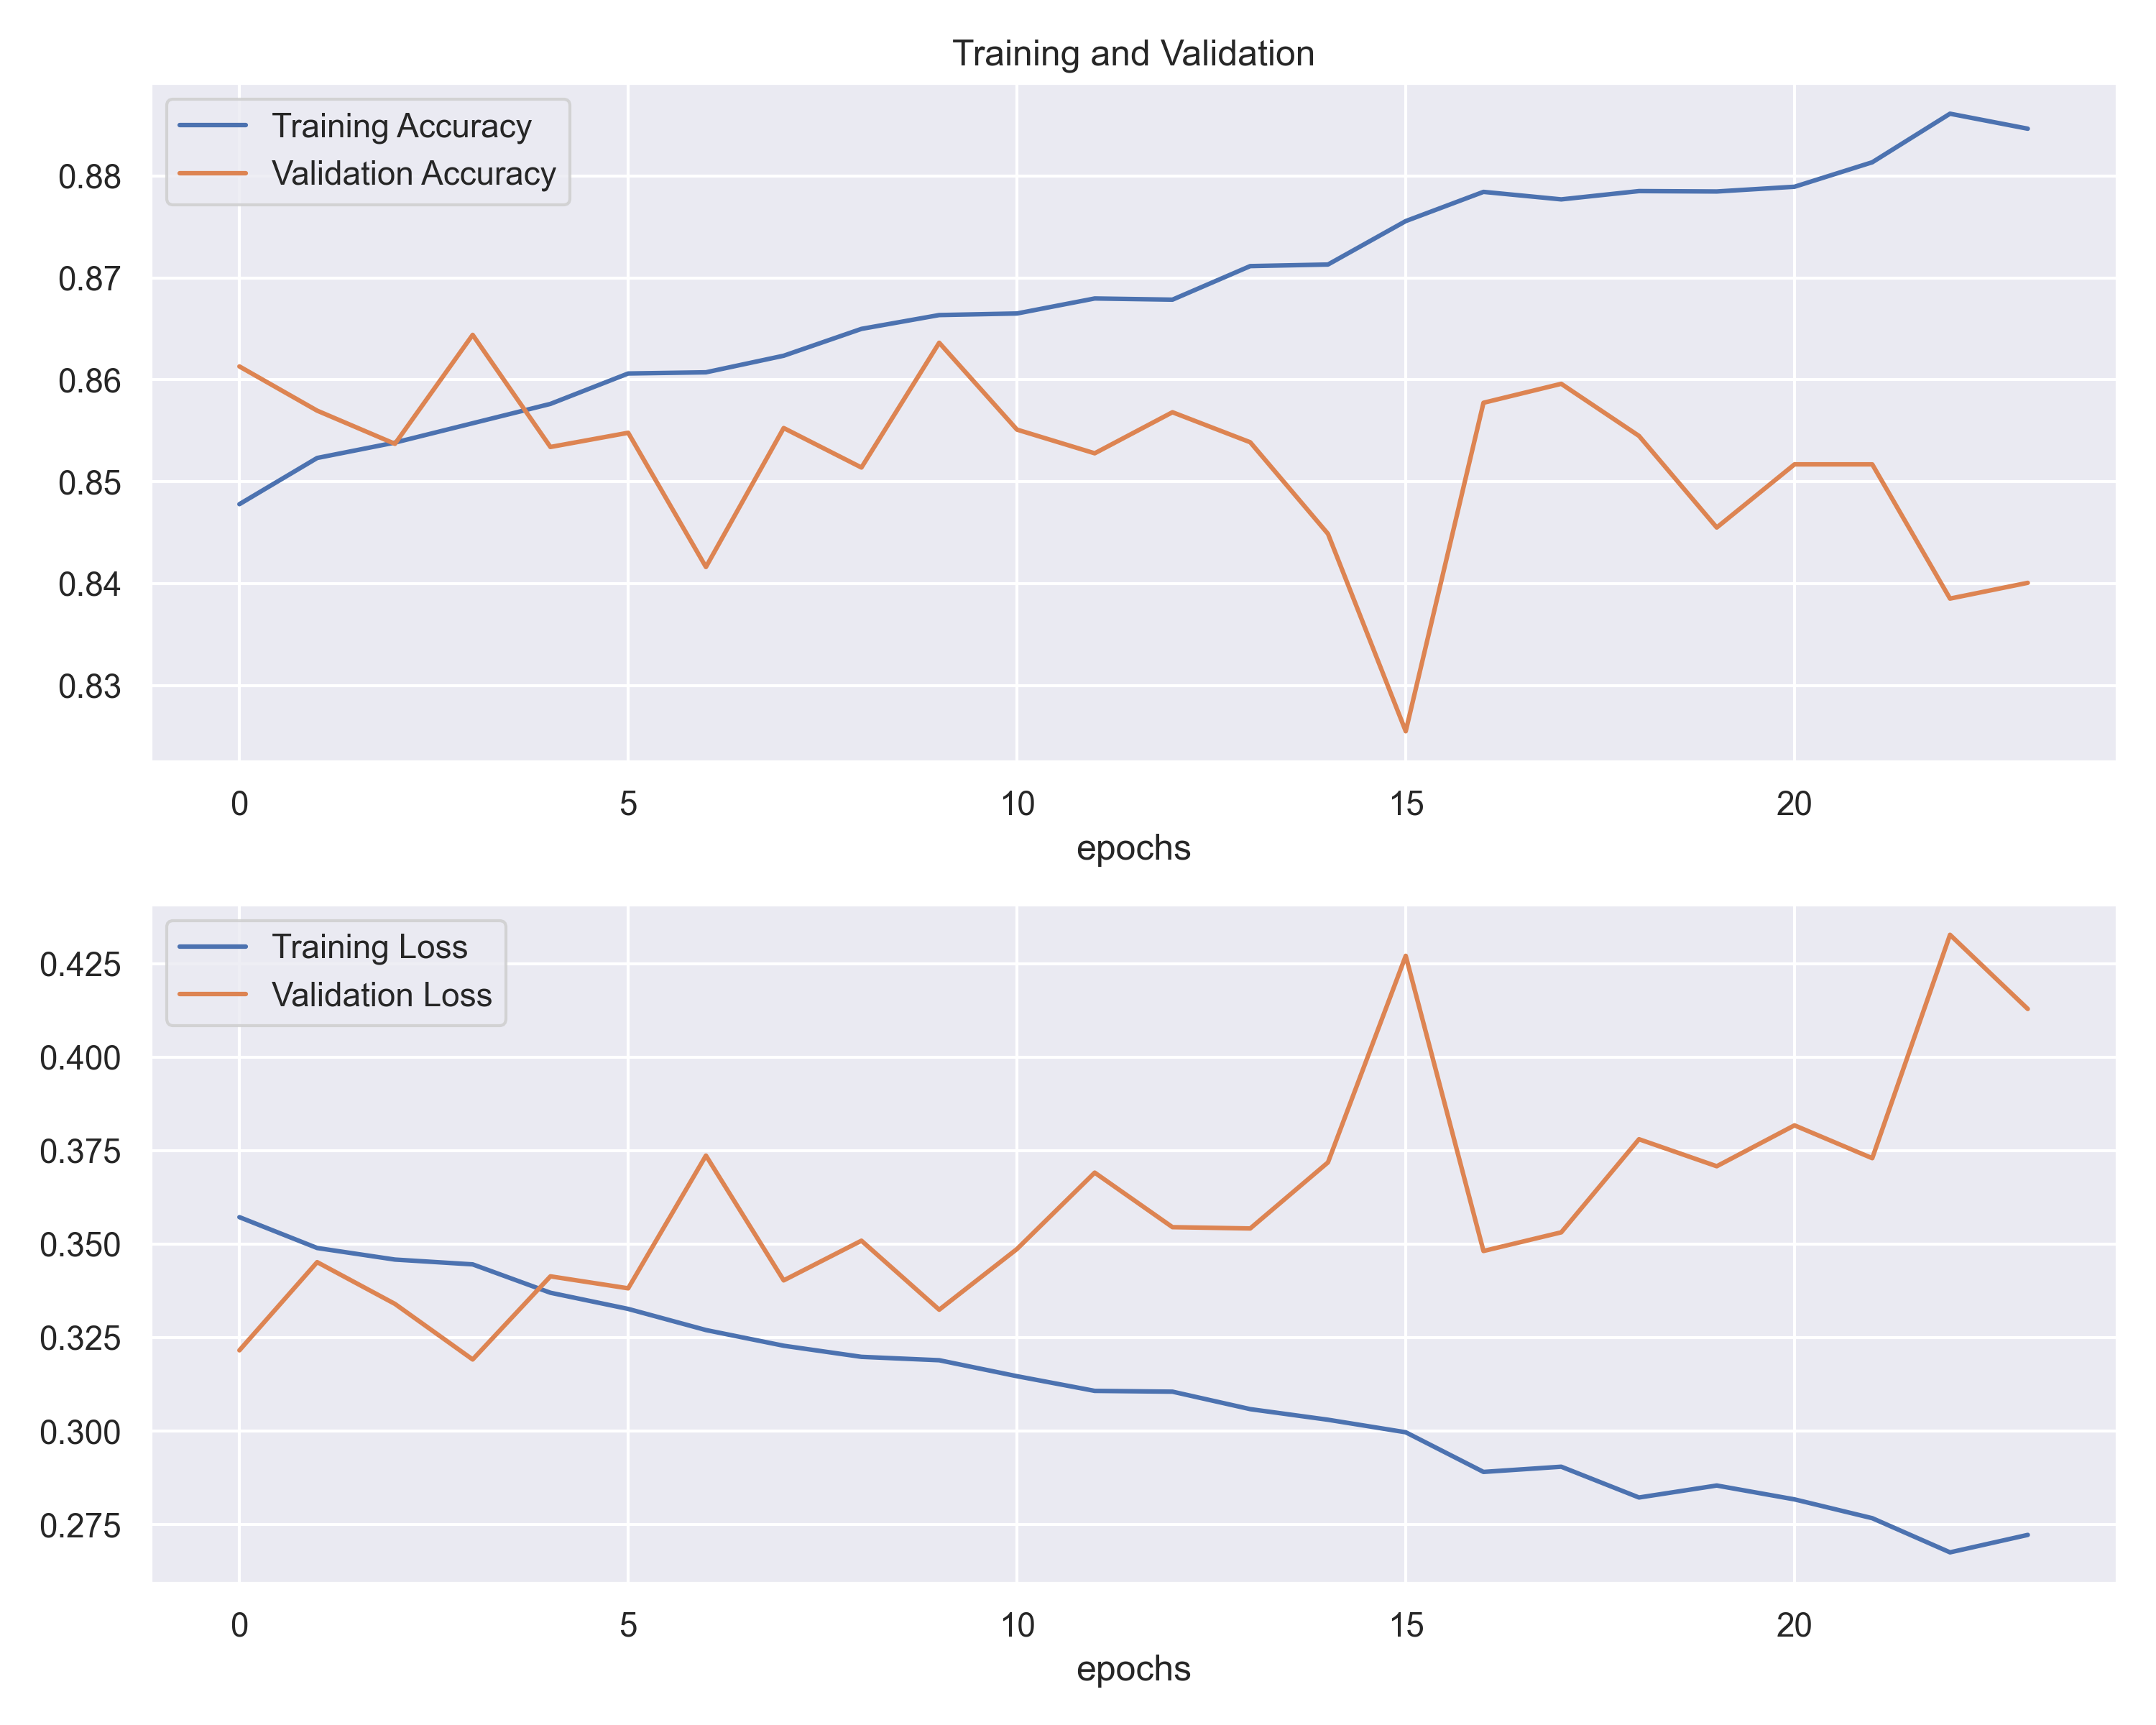 Training and Validation
Training Accuracy
Validation Accuracy
0.88
0.87
0.86
0.85
0.84
0.83
0 5 10 15 20
epochs
Training Loss
Validation Loss
0.425
0.400
0.375
0.350
0.325
0.300
0.275
0 5 10 15 20
epochs